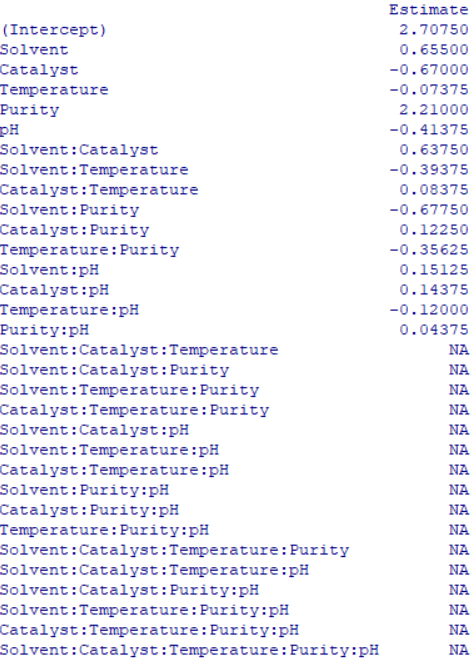 Estimate
(Intercept) 2.70750
Solvent 0.65500
Catalyst -0.67000
Temperature -0.07375
Purity 2.21000
pH -0.41375
Solvent:Catalyst 0.63750
Solvent:Temperature -0.39375
Catalyst:Temperature 0.08375
Solvent:Purity -0.67750
Catalyst:Purity 0.12250
Temperature:Purity -0.35625
Solvent:pH 0.15125
Catalyst:pH 0.14375
Temperature:pH -0.12000
Purity:pH 0.04375
Solvent:Catalyst:Temperature NA
Solvent:Catalyst:Purity NA
Solvent:Temperature:Purity NA
Catalyst:Temperature:Purity NA
Solvent:Catalyst:pH NA
Solvent:Temperature:pH NA
Catalyst:Temperature:pH NA
Solvent:Purity:pH NA
Catalyst:Purity:pH NA
Temperature:Purity:pH NA
Solvent:Catalyst:Temperature:Purity NA
Solvent:Catalyst:Temperature:pH NA
Solvent:Catalyst:Purity:pH NA
Solvent:Temperature:Purity:pH NA
Catalyst:Temperature:Purity:pH NA
Solvent:Catalyst:Temperature:Purity:pH NA